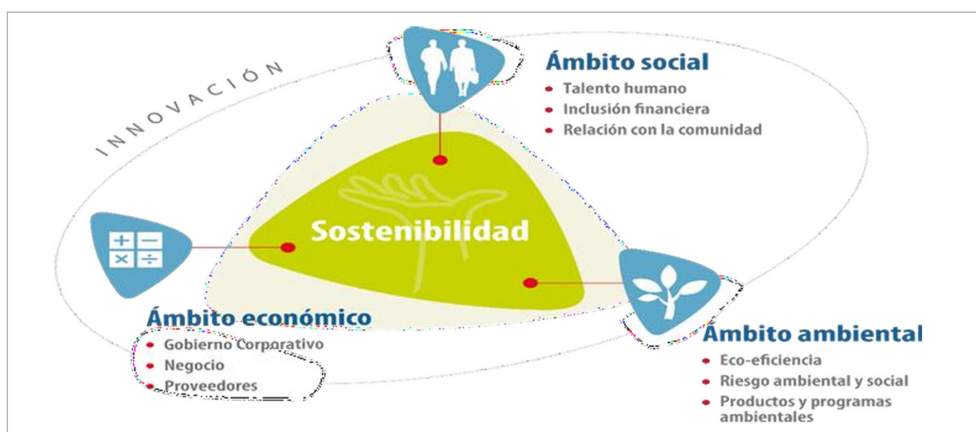 INNOVACIÓN
Ámbito social
• Talento humano
• Inclusión financiera
• Relación con la comunidad
Sostenibilidad
Ámbito económico
• Gobierno Corporativo
• Negocio
• Proveedores
Ámbito ambiental
• Eco-eficiencia
• Riesgo ambiental y social
• Productos y programas
ambientales